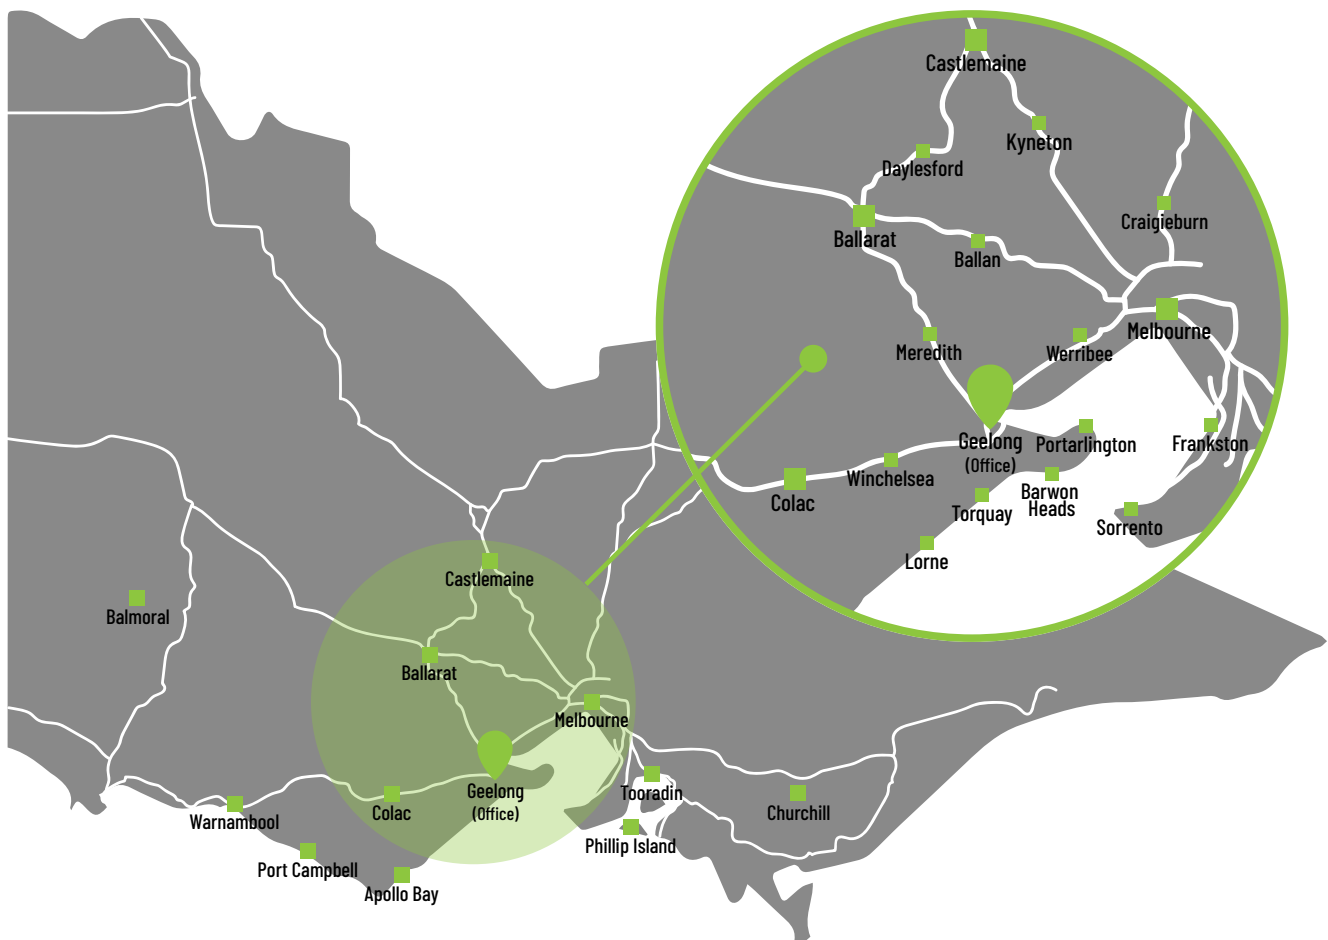 Castlemaine
Kyneton
Daylesford
Craigieburn
Ballarat
Ballan
Melbourne
Meredith
Werribee
Geelong
(Office)
Portarlington
Frankston
Winchelsea
Colac
Torquay
Barwon
Heads
Sorrento
Lorne
Castlemaine
Balmoral
Ballarat
Melbourne
Geelong
(Office)
Tooradin
Colac
Churchill
Warnambool
Phillip Island
Port Campbell
Apollo Bay